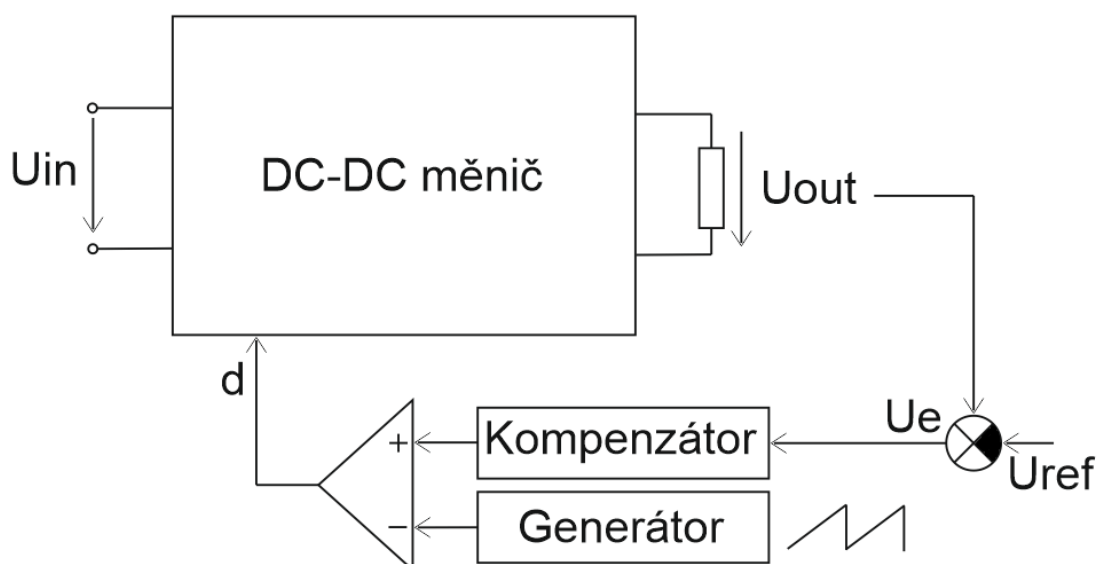 DC-DC měnič
Uin
Uout
d
Ue
+
Kompenzátor
Uref
−
Generátor